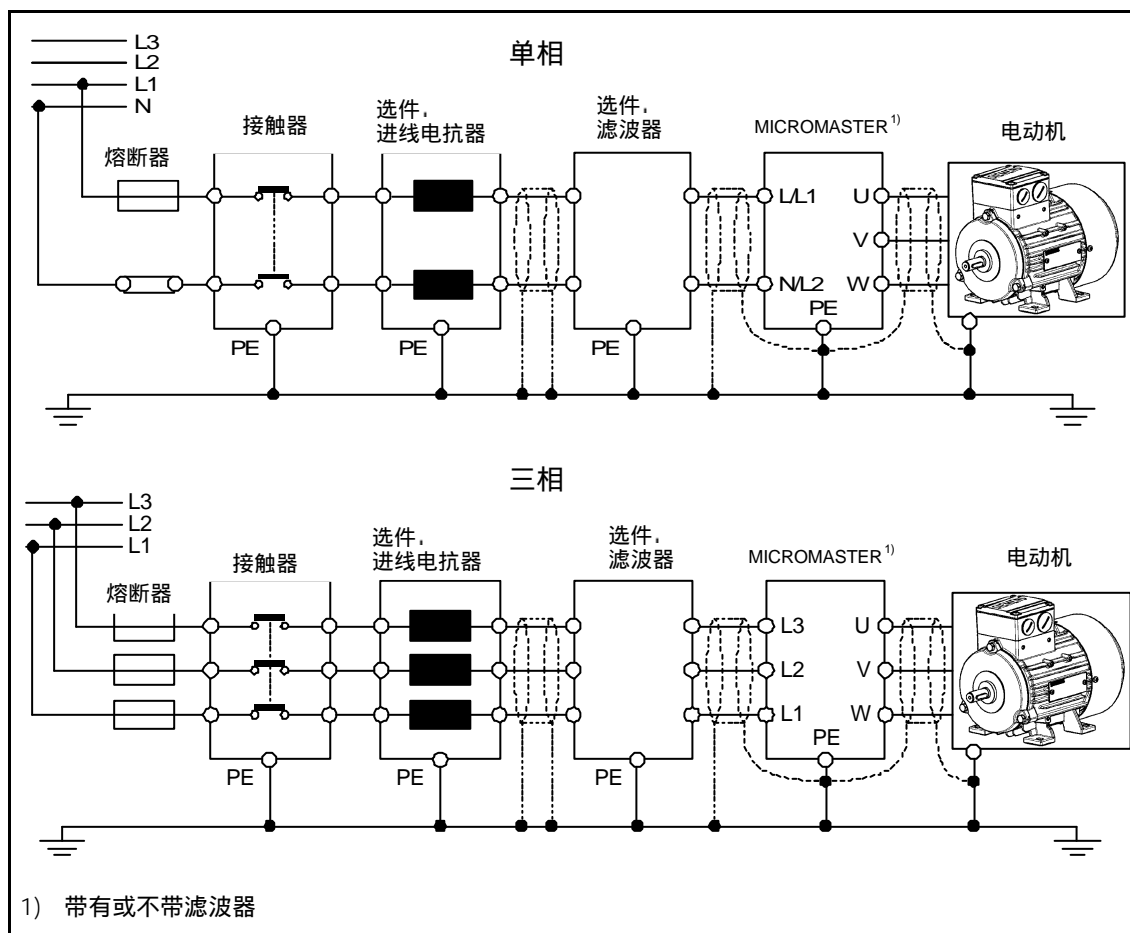 L3
L2
L1
N
单相
接触器
选件,
进线电抗器
选件,
滤波器
MICROMASTER 1)
电动机
熔断器
L/L1
U
V
N/L2
W
PE
PE
PE
PE
三相
L3
L2
L1
接触器
选件,
进线电抗器
选件,
滤波器
MICROMASTER 1)
电动机
熔断器
L3
U
L2
V
L1
W
PE
PE
PE
PE
1) 带有或不带滤波器